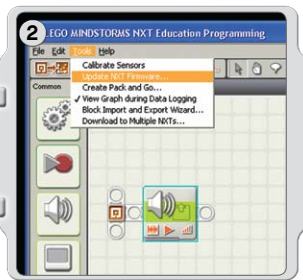 2
.EGO MINDSTORMS NXT Education Programming
File Edit Tools Help
Calibrate Sensors
Update NXT Firmware...
Create Pack and Go...
✓ View Graph during Data Logging
Block Import and Export Wizard...
Download to Multiple NXTs...
Common